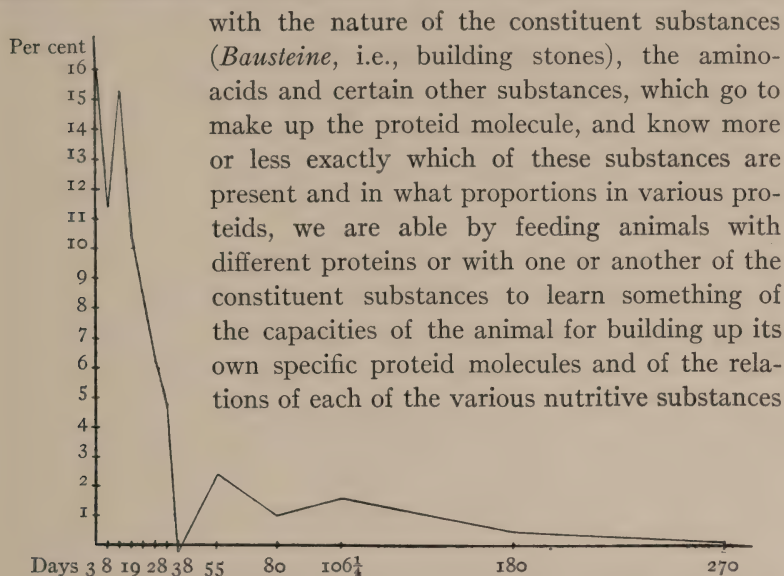 with the nature of the constituent substances
(Bausteine, i.e., building stones), the amino-
acids and certain other substances, which go to
make up the proteid molecule, and know more
or less exactly which of these substances are
present and in what proportions in various pro-
teids, we are able by feeding animals with
different proteins or with one or another of the
constituent substances to learn something of
the capacities of the animal for building up its
own specific proteid molecules and of the rela-
tions of each of the various nutritive substances
Per cent
16
15
14
13
12
11
10
9
8
7
6
5
4
3
2
1
Days 3 8 19 28 38 55 80 106¼ 180 270